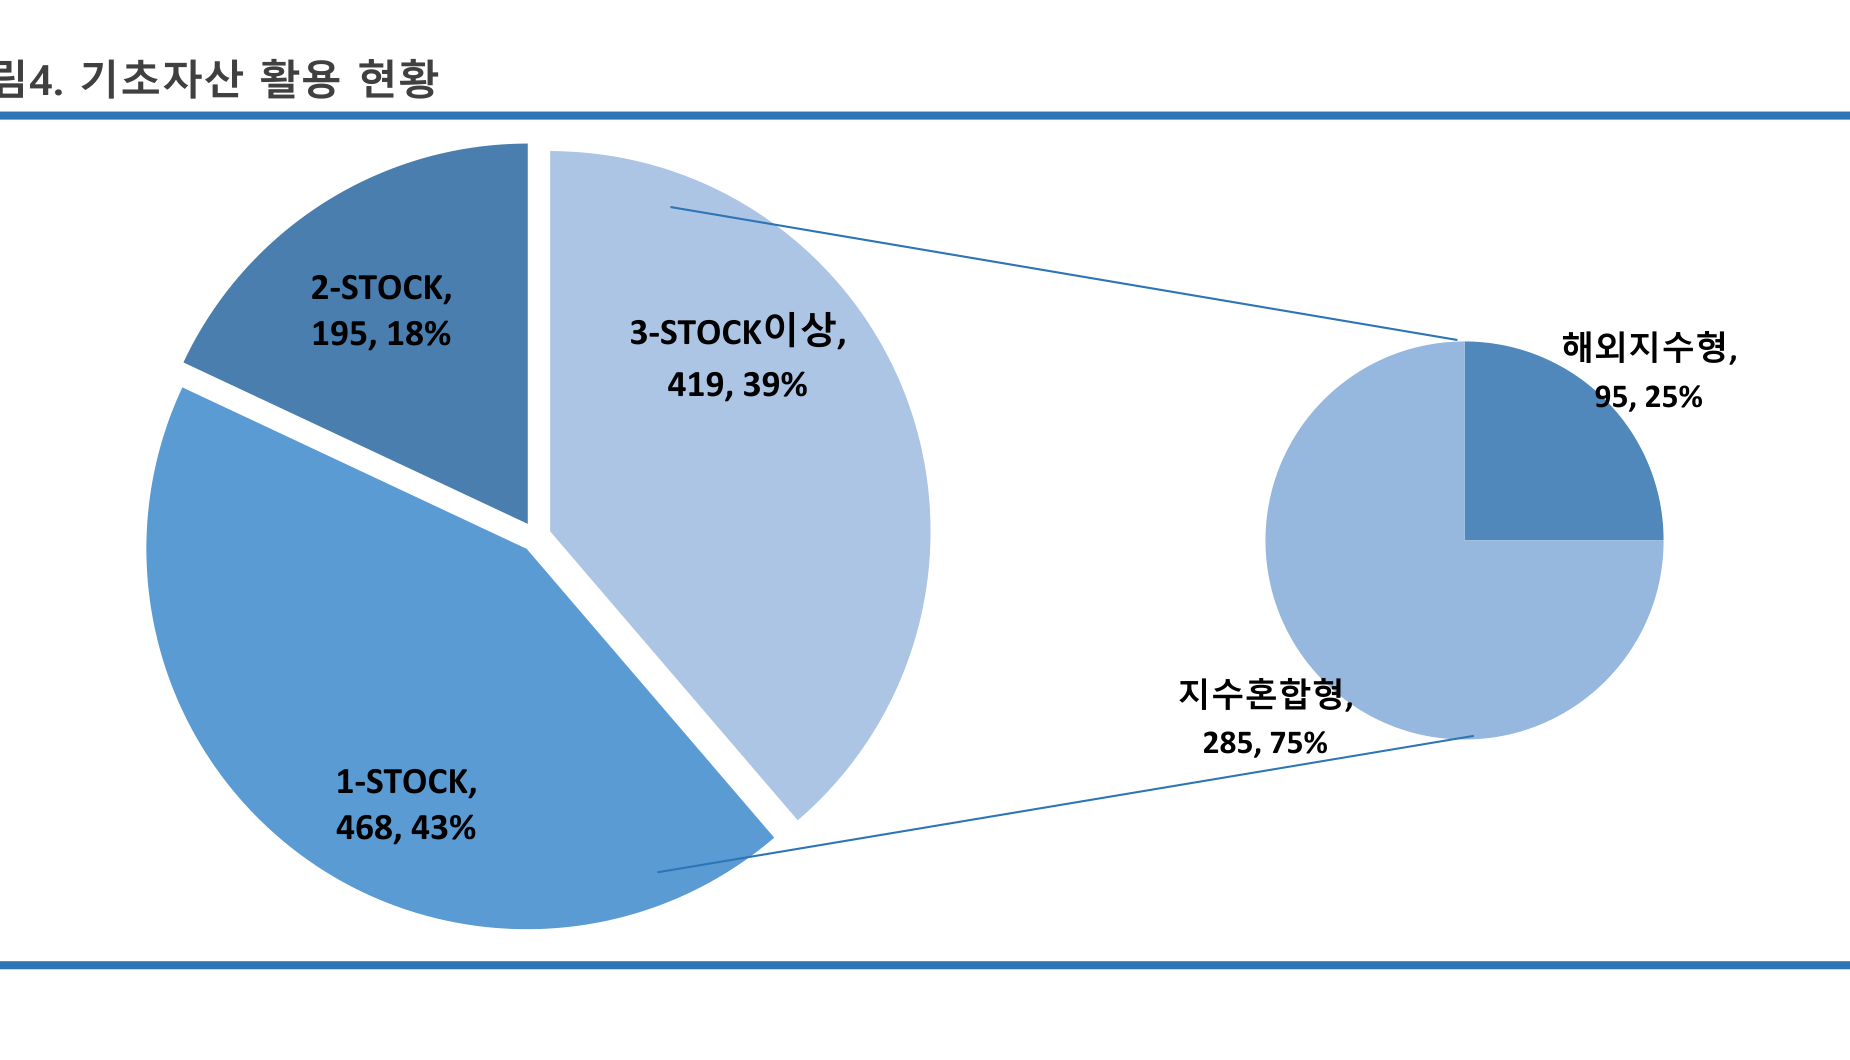 림4. 기초자산 활용 현황
2-STOCK,
195, 18%
3-STOCK이상,
419, 39%
해외지수형,
95, 25%
지수혼합형,
285, 75%
1-STOCK,
468, 43%